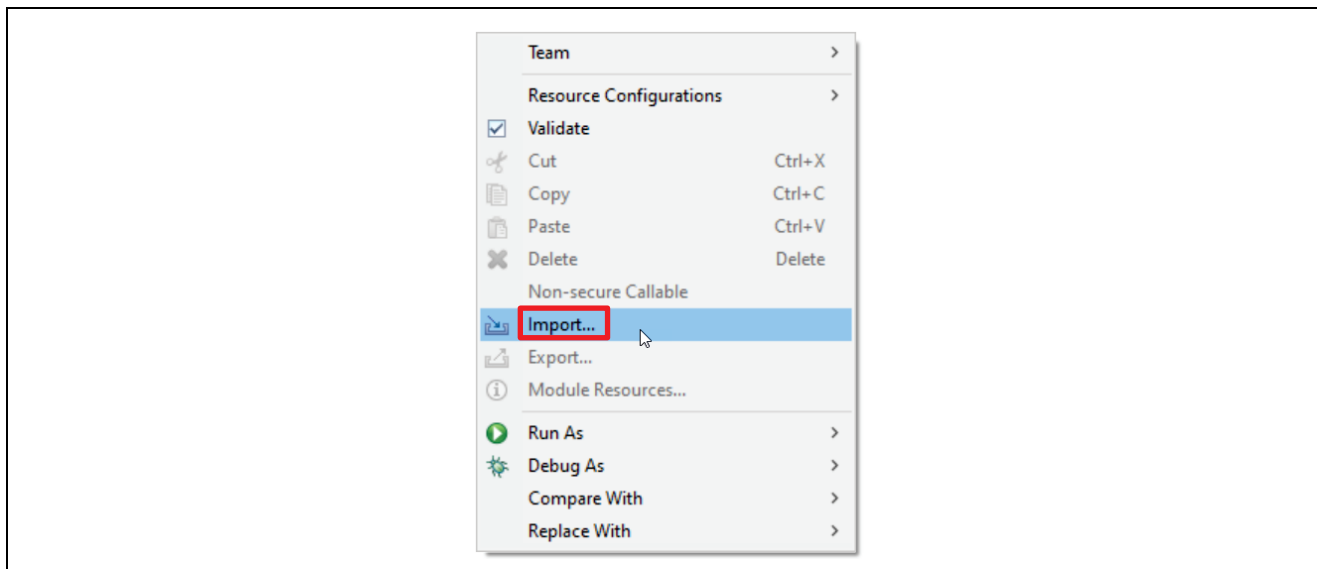 Team
Resource Configurations
Validate
Cut Ctrl+X
Copy Ctrl+C
Paste Ctrl+V
Delete Delete
Non-secure Callable
Import...
Export...
Module Resources...
Run As
Debug As
Compare With
Replace With